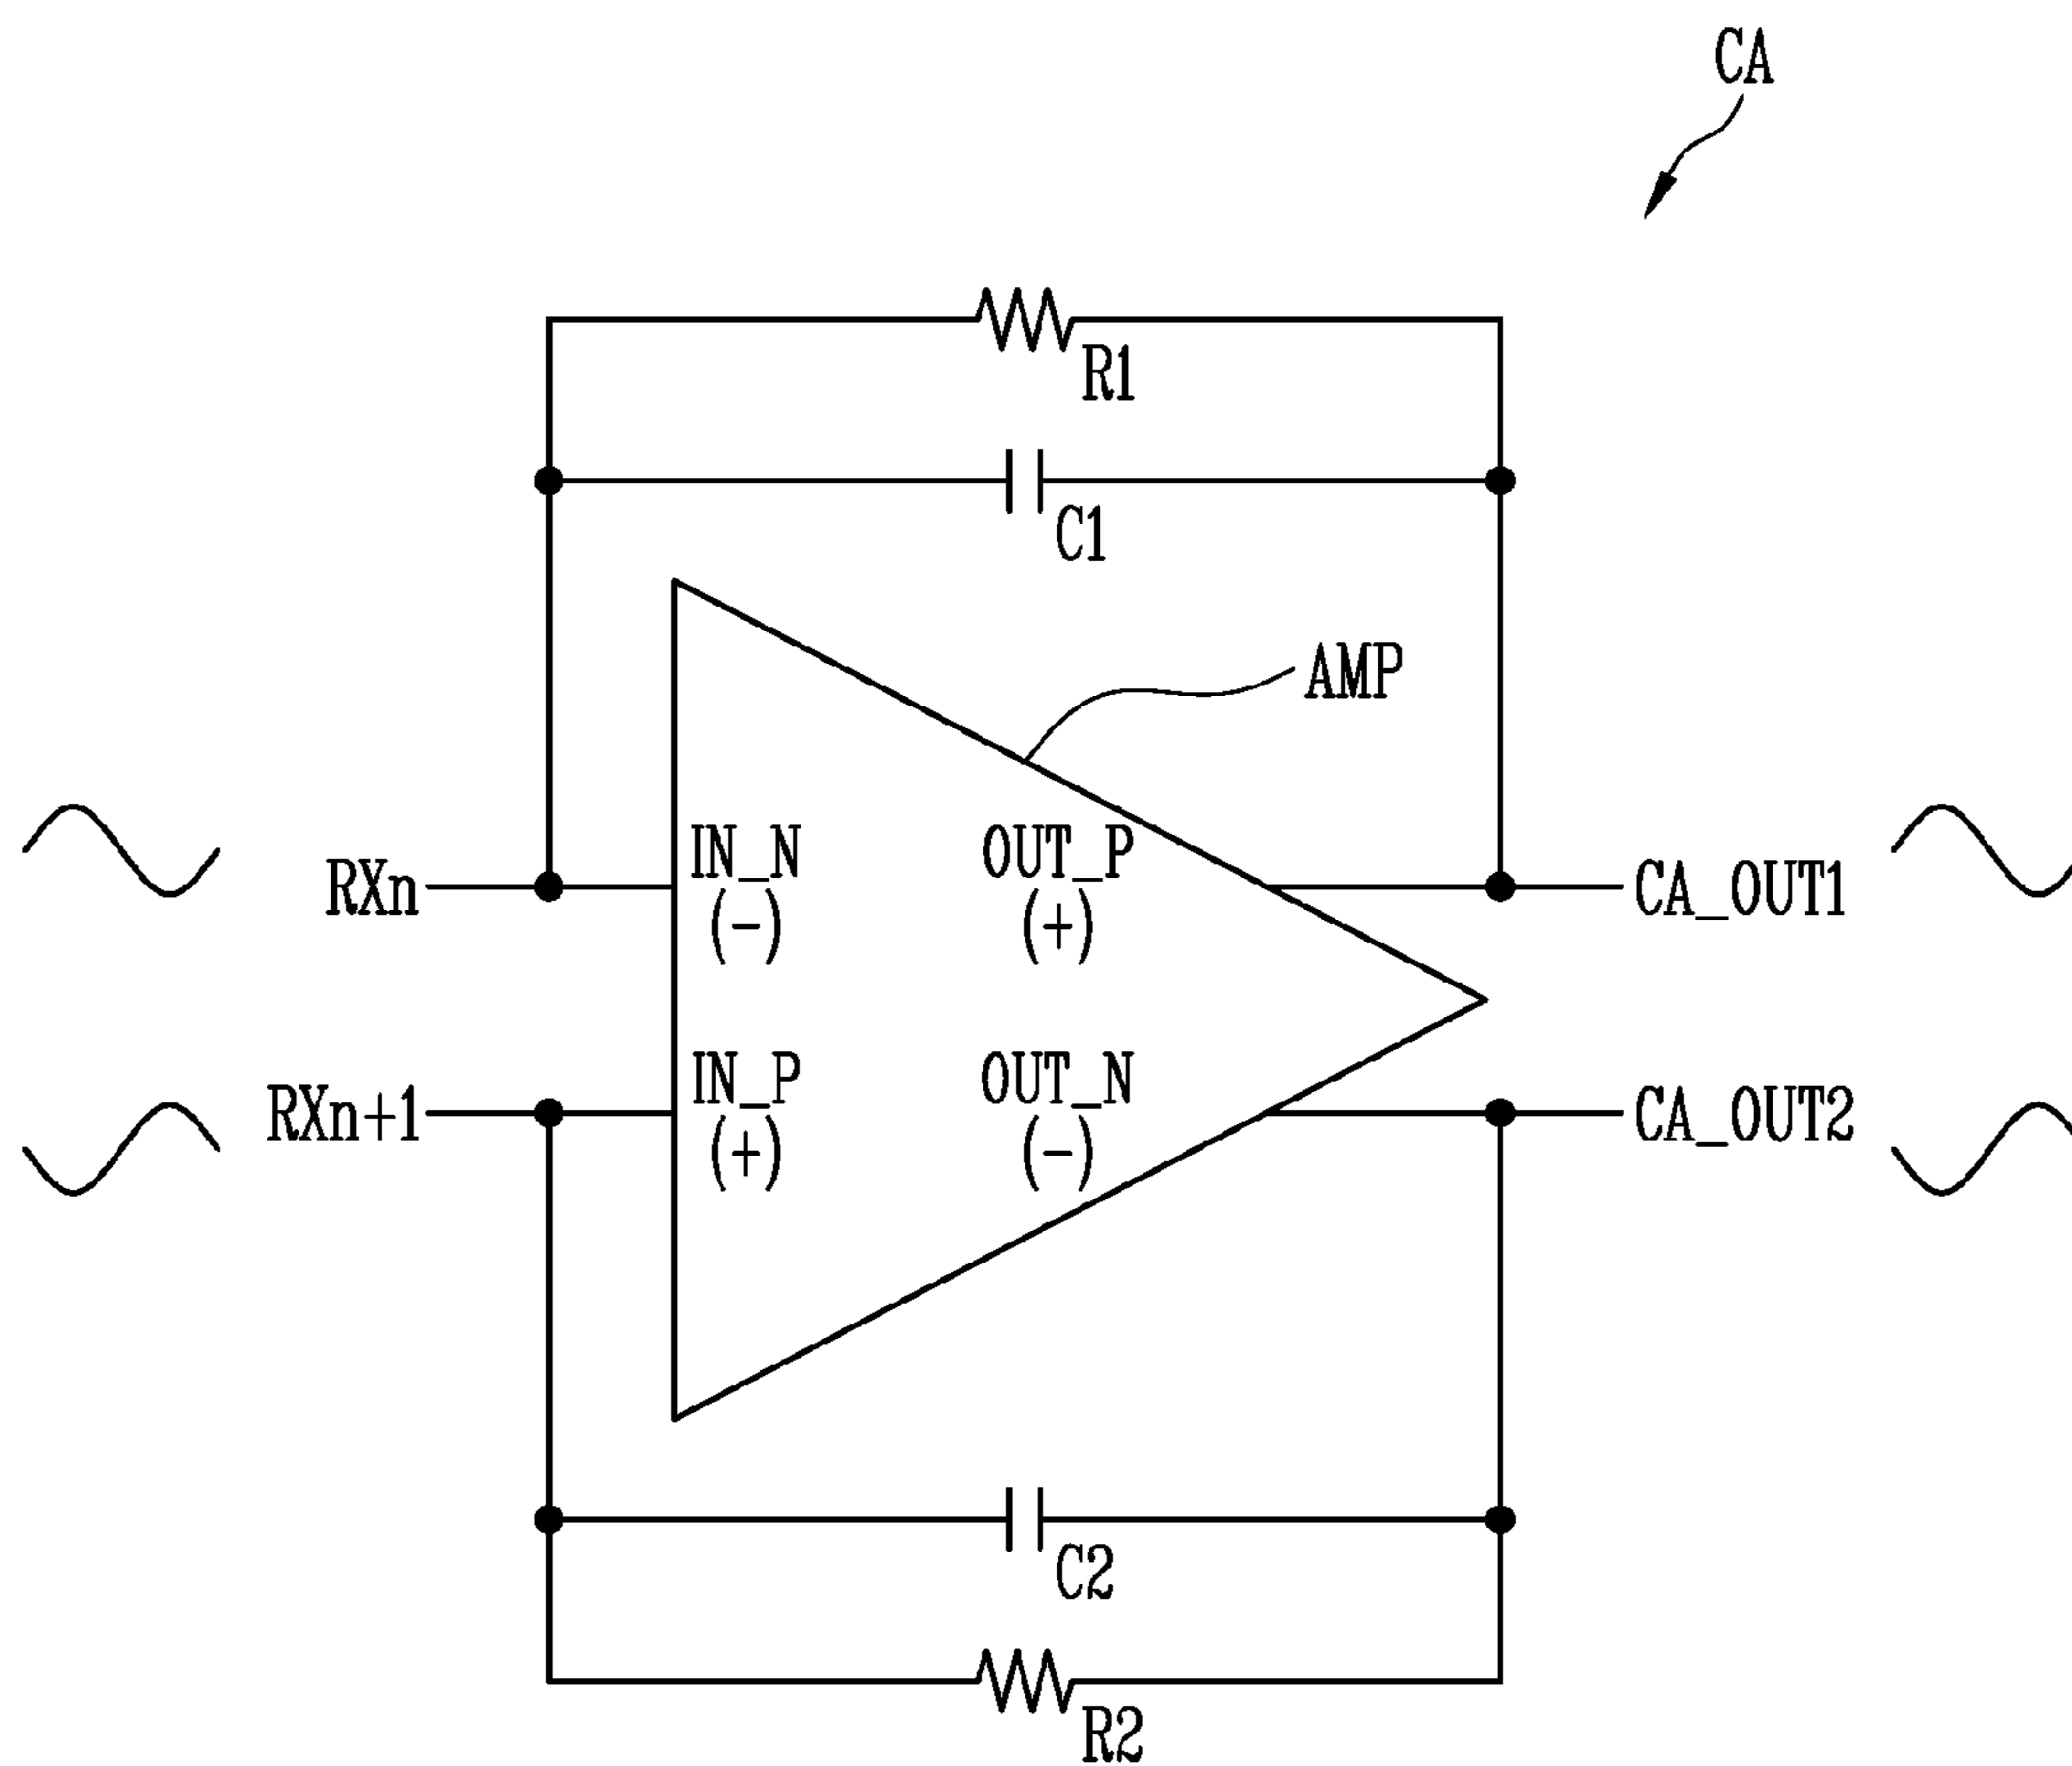 CA
R1
C1
AMP
IN_N
OUT_P
RXn
(-)
(+)
CA_OUT1
IN_P
OUT_N
RXn+1
(+)
(-)
CA_OUT2
C2
R2